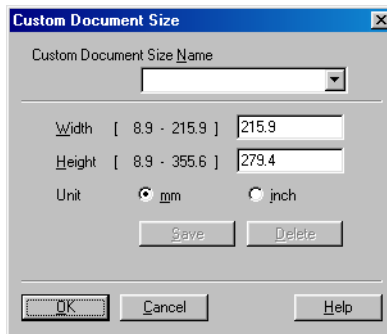 Custom Document Size
Custom Document Size Name
Width [ 8.9 - 215.9 ] 215.9
Height [ 8.9 - 355.6 ] 279.4
Unit mm inch
Save Delete
OK Cancel Help